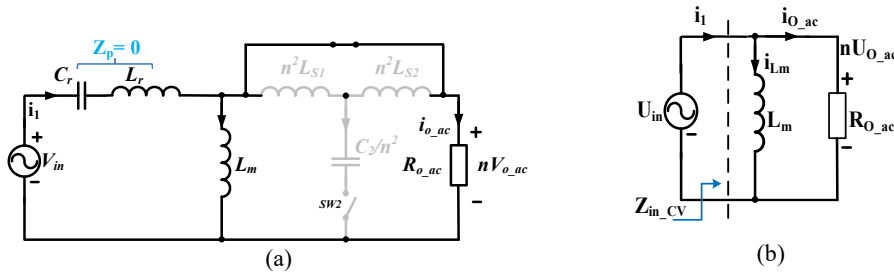 Z_p = 0
C_r
L_r
n²L_S1
n²L_S2
i_1
i_o_ac
+
V_in
-
L_m
C_2/n²
SW2
R_o_ac
+
nV_o_ac
-
(a)
i_1
i_O_ac
nU_O_ac
i_Lm
+
U_in
L_m
R_O_ac
-
Z_in_CV
(b)